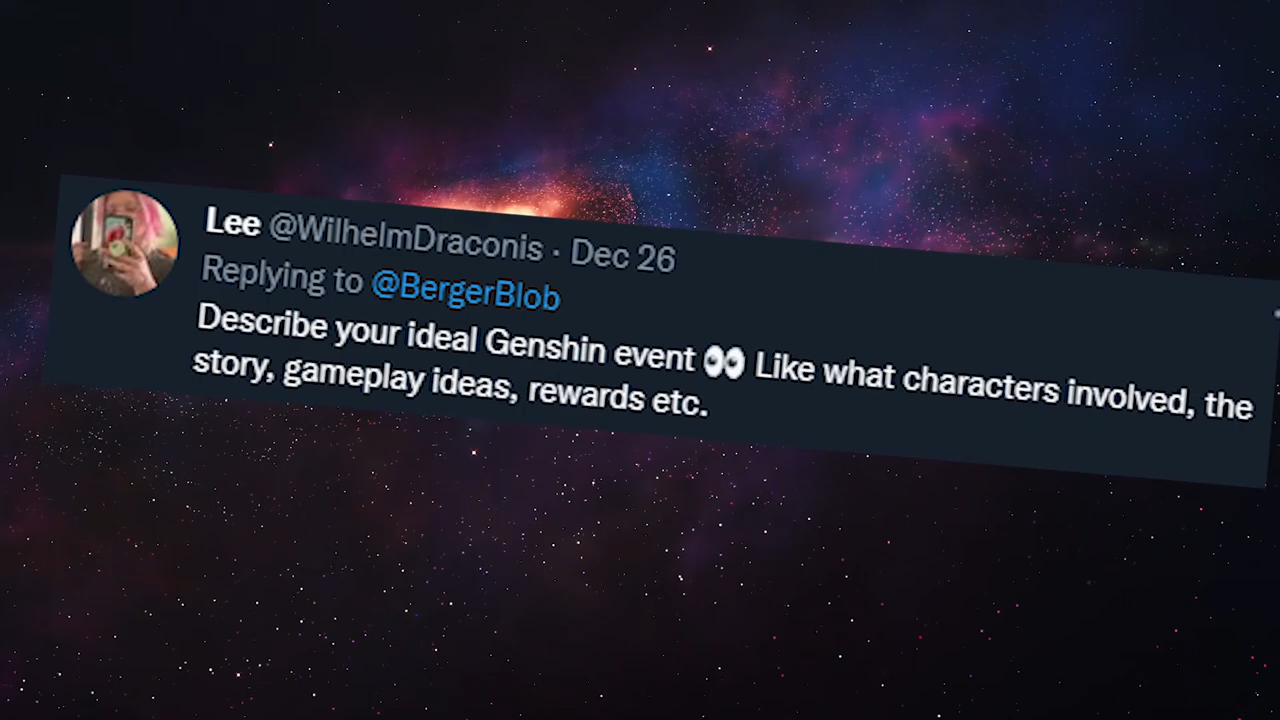 Lee @WilhelmDraconis · Dec 26
Replying to @BergerBlob
Describe your ideal Genshin event 👀 Like what characters involved, the
story, gameplay ideas, rewards etc.